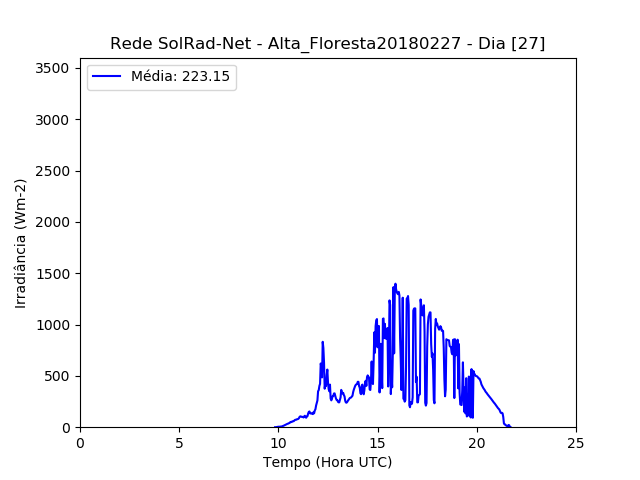 Rede SolRad-Net - Alta_Floresta20180227 - Dia [27]
Média: 223.15
3500
3000
2500
2000
1500
1000
500
0
Irradiância (Wm-2)
0 5 10 15 20 25
Tempo (Hora UTC)